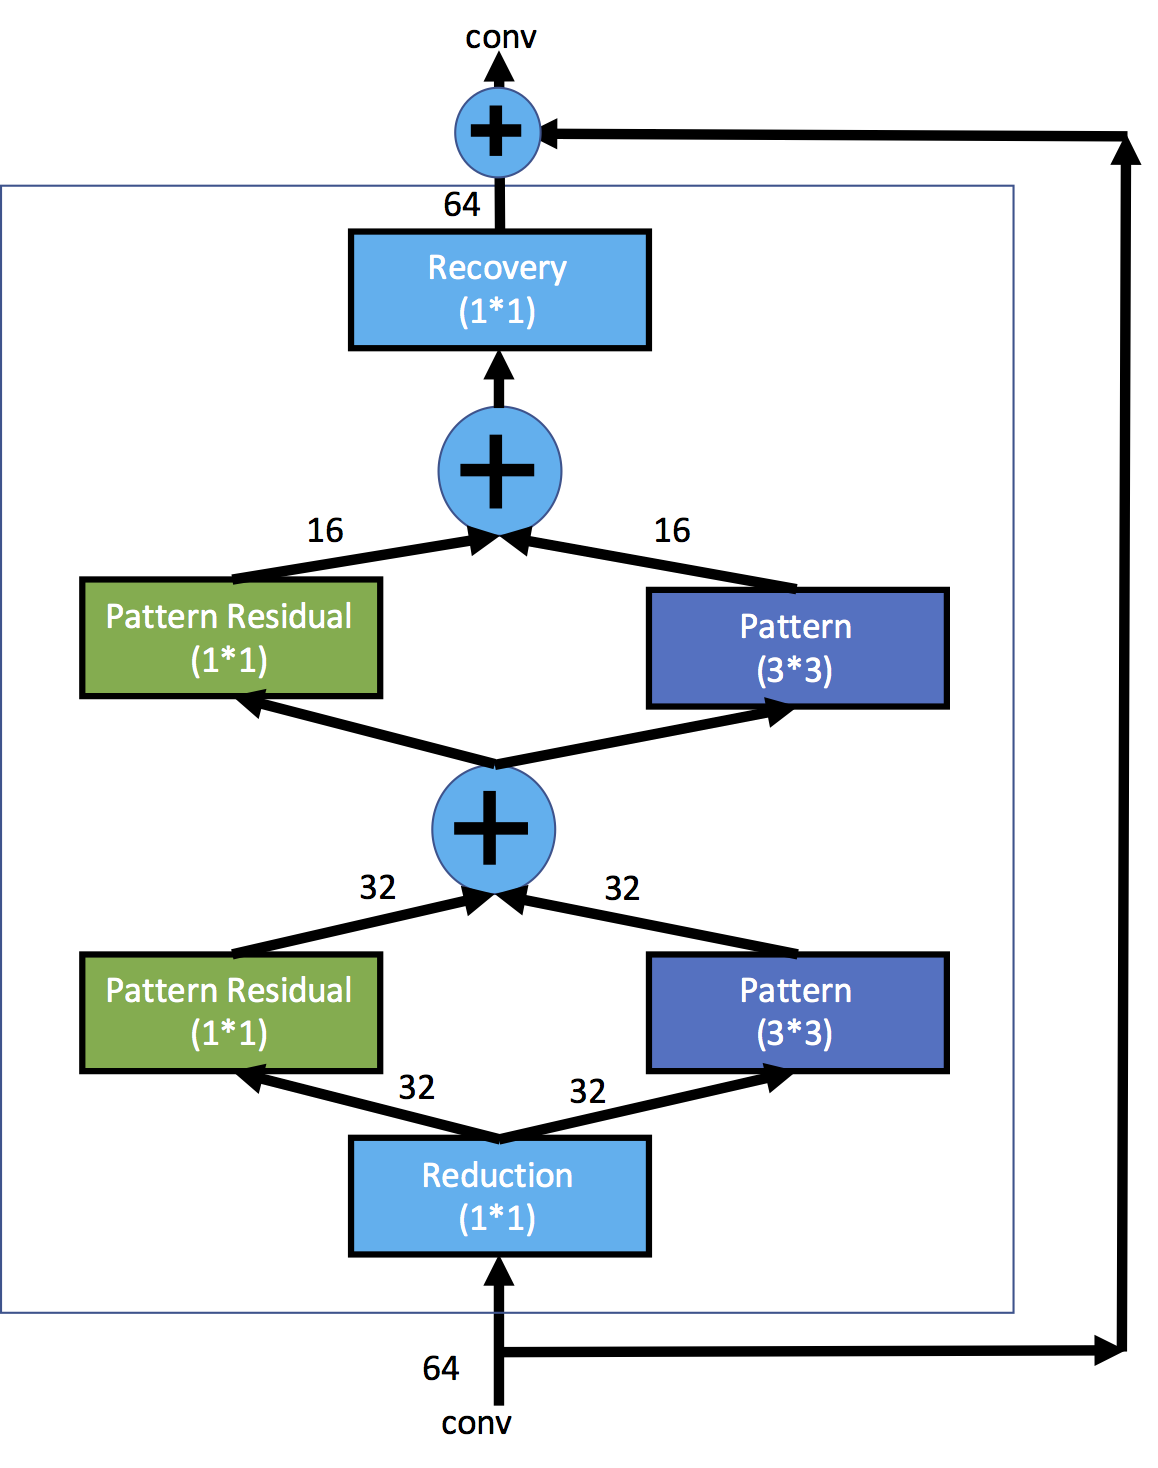 conv
64
Recovery
(1*1)
16
16
Pattern Residual
(1*1)
Pattern
(3*3)
32
32
Pattern Residual
(1*1)
Pattern
(3*3)
32
32
Reduction
(1*1)
64
conv